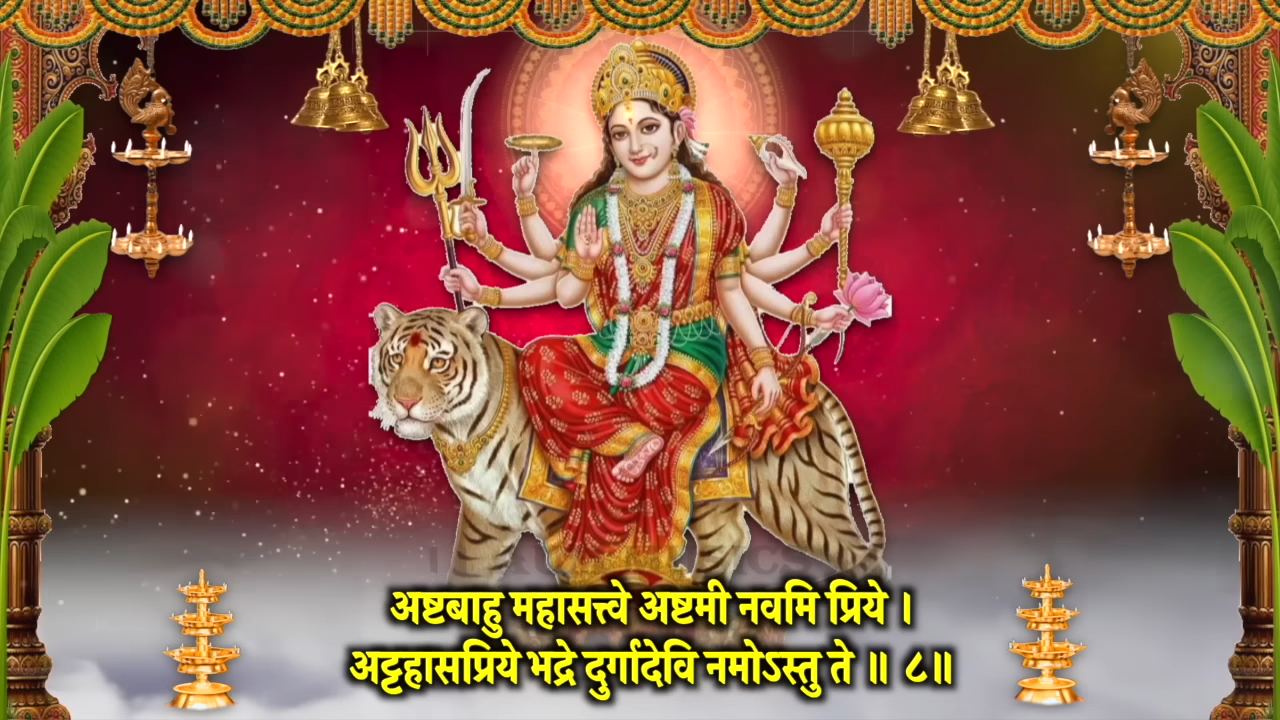 अष्टबाहु महासत्त्वे अष्टमी नवमि प्रिये ।
अट्टहासप्रिये भद्रे दुर्गादेवि नमोऽस्तु ते ॥ ८॥